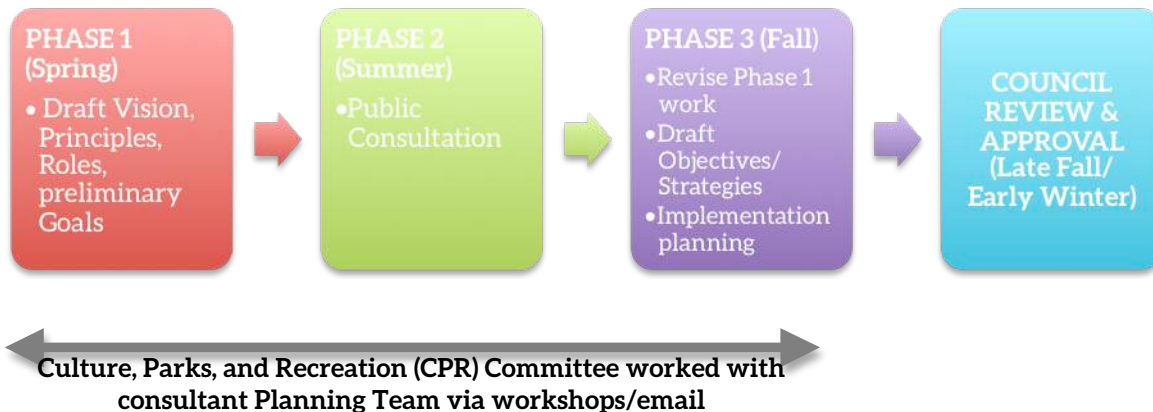 PHASE 1
(Spring)
• Draft Vision,
Principles,
Roles,
preliminary
Goals
PHASE 2
(Summer)
•Public
Consultation
PHASE 3 (Fall)
•Revise Phase 1
work
•Draft
Objectives/
Strategies
•Implementation
planning
COUNCIL
REVIEW &
APPROVAL
(Late Fall/
Early Winter)
Culture, Parks, and Recreation (CPR) Committee worked with
consultant Planning Team via workshops/email